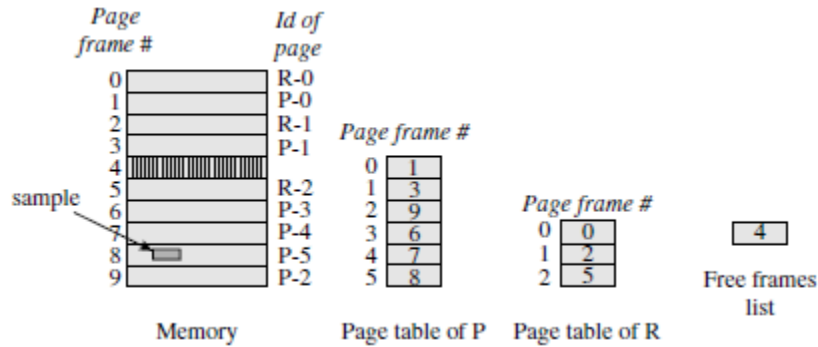 Page
frame #
Id of
page
0 R-0
1 P-0
2 R-1
3 P-1
4
5 R-2
6 P-3
7 P-4
8 P-5
9 P-2
sample
Memory
Page frame #
0 1
1 3
2 9
3 6
4 7
5 8
Page table of P
Page frame #
0 0
1 2
2 5
Page table of R
4
Free frames
list